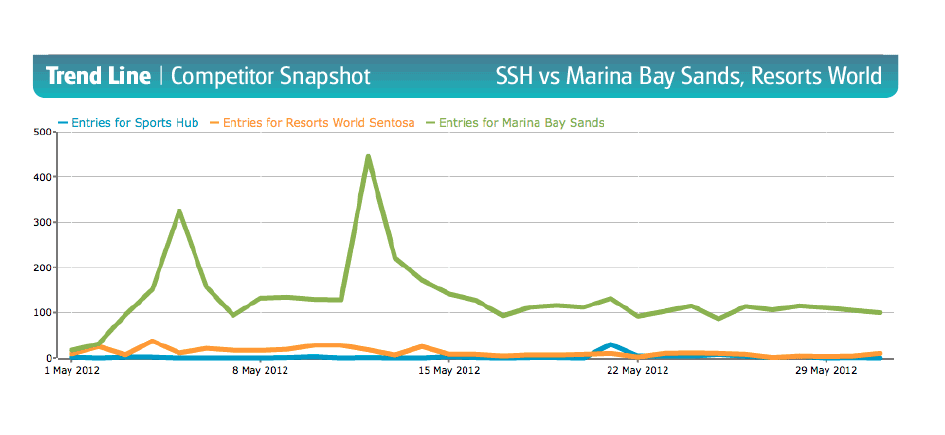 Trend Line | Competitor Snapshot SSH vs Marina Bay Sands, Resorts World
Entries for Sports Hub Entries for Resorts World Sentosa Entries for Marina Bay Sands
500
400
300
200
100
0
1 May 2012 8 May 2012 15 May 2012 22 May 2012 29 May 2012